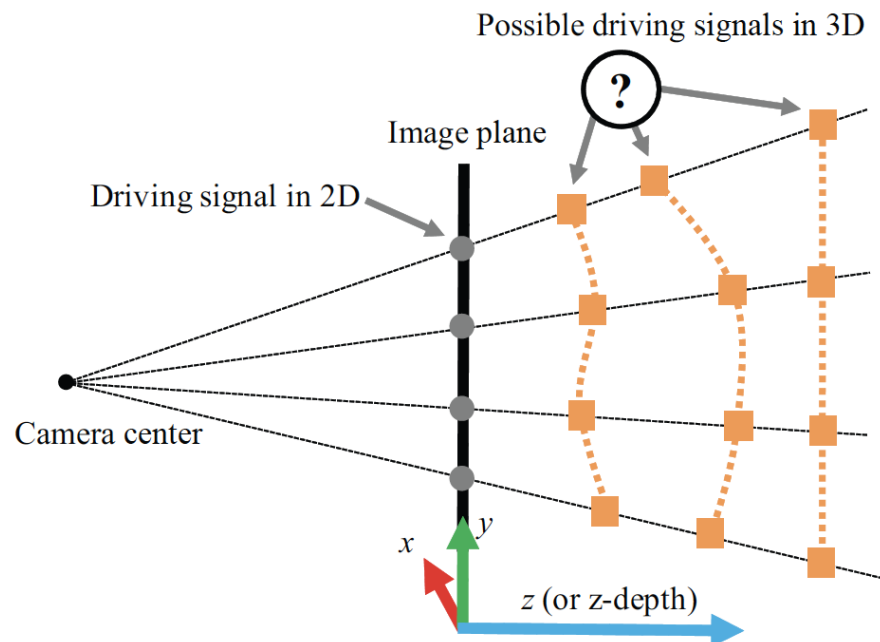 Possible driving signals in 3D
?
Image plane
Driving signal in 2D
Camera center
y
x
z (or z-depth)